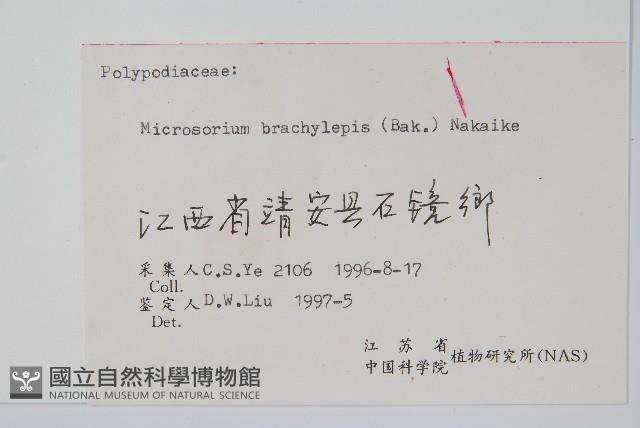 Polypodiaceae:
Microsorium brachylepis (Bak.) Nakaike
江西省靖安县石镜鄉
采集人 C.S.Ye 2106 1996-8-17
Coll.
鉴定人 D.W.Liu 1997-5
Det.
江苏省
中国科学院 植物研究所(NAS)
國立自然科學博物館
NATIONAL MUSEUM OF NATURAL SCIENCE